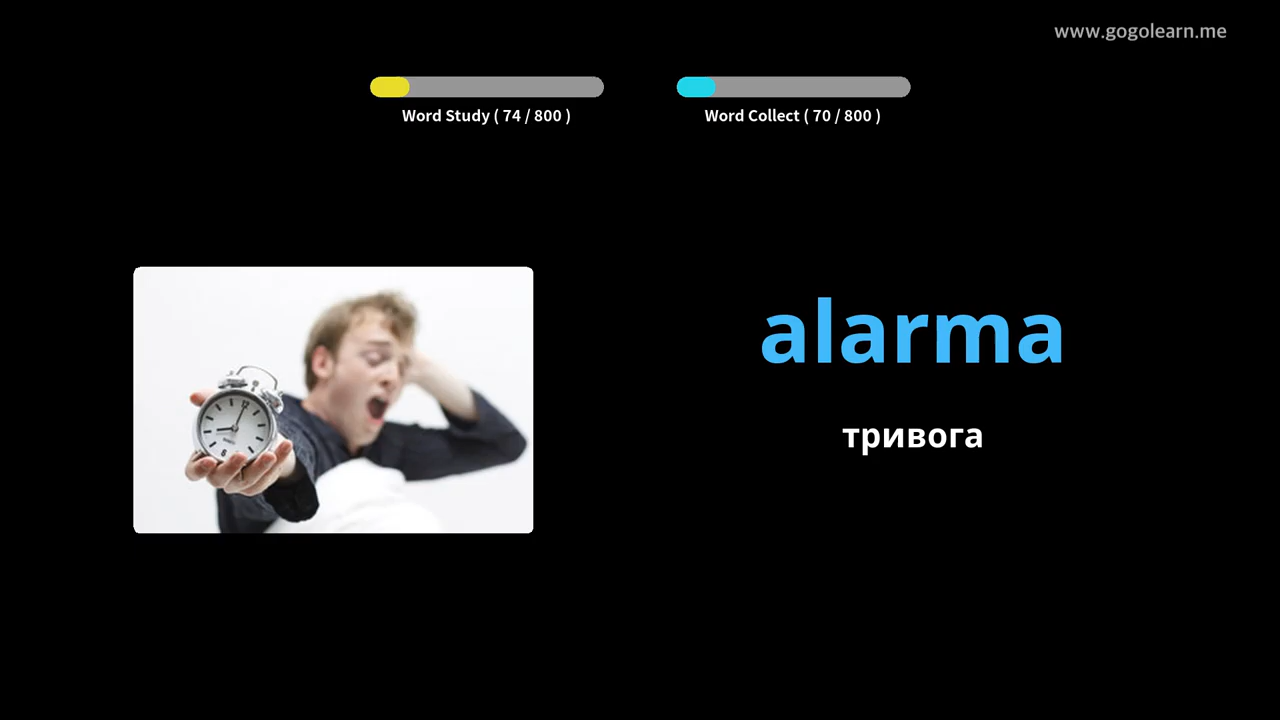 www.gogolearn.me
Word Study ( 74 / 800 )
Word Collect ( 70 / 800 )
alarma
тривога